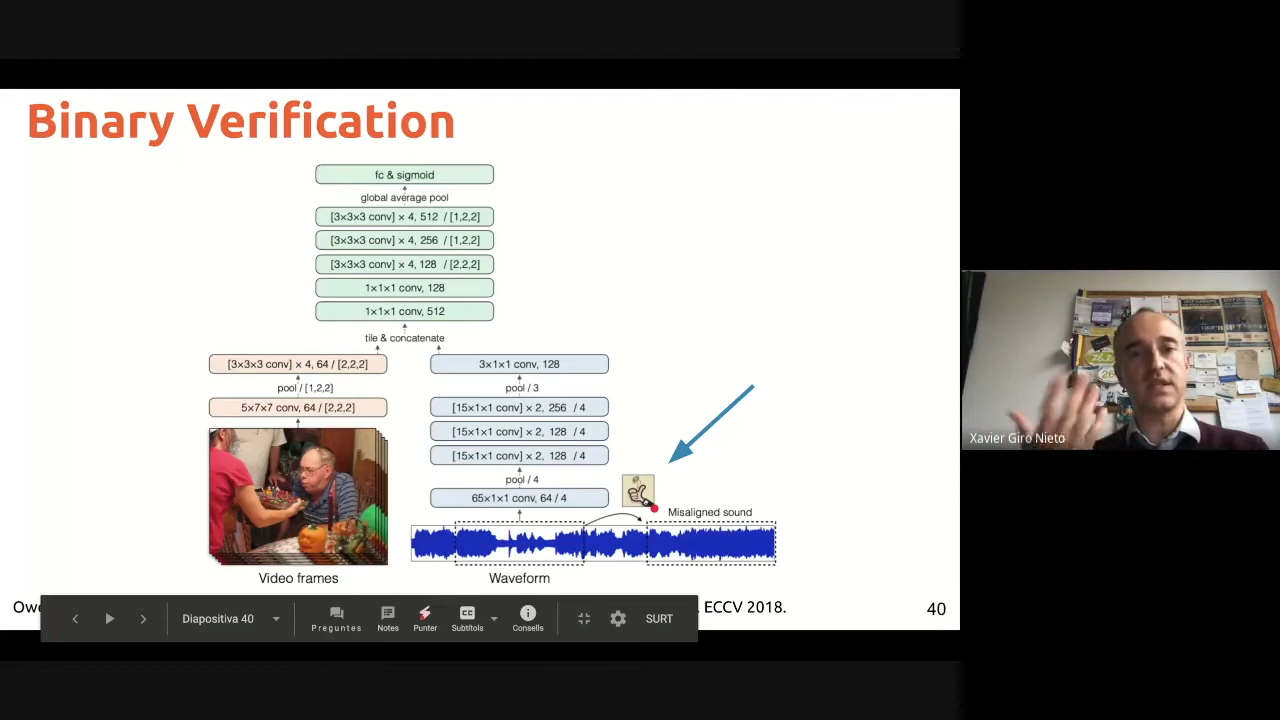 Binary Verification
fc & sigmoid
global average pool
[3×3×3 conv] × 4, 512 / [1,2,2]
[3×3×3 conv] × 4, 256 / [1,2,2]
[3×3×3 conv] × 4, 128 / [2,2,2]
1×1×1 conv, 128
1×1×1 conv, 512
tile & concatenate
[3×3×3 conv] × 4, 64 / [2,2,2]
3×1×1 conv, 128
pool / [1,2,2]
pool / 3
5×7×7 conv, 64 / [2,2,2]
[15×1×1 conv] × 2, 256 / 4
[15×1×1 conv] × 2, 128 / 4
[15×1×1 conv] × 2, 128 / 4
pool / 4
65×1×1 conv, 64 / 4
Misaligned sound
Video frames
Waveform
Owe
ECCV 2018.
40
Diapositiva 40
Preguntes
Notes
Punter
Subtítols
Consells
SURT
Xavier Giro Nieto